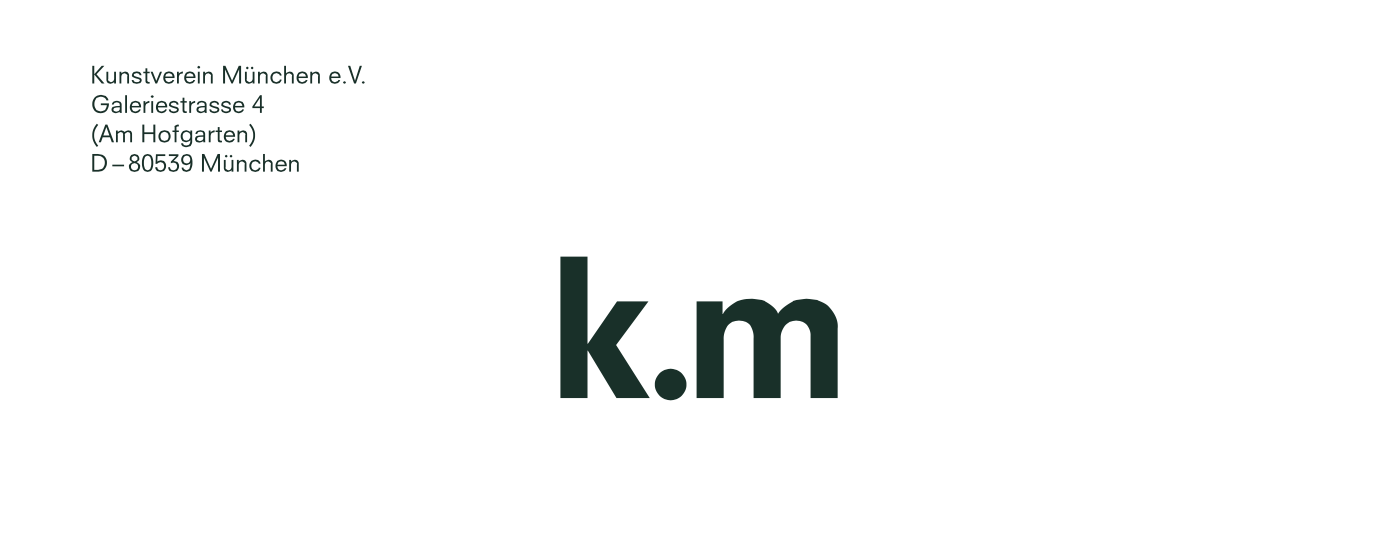 Kunstverein München e.V.
Galeriestrasse 4
(Am Hofgarten)
D – 80539 München
k.m